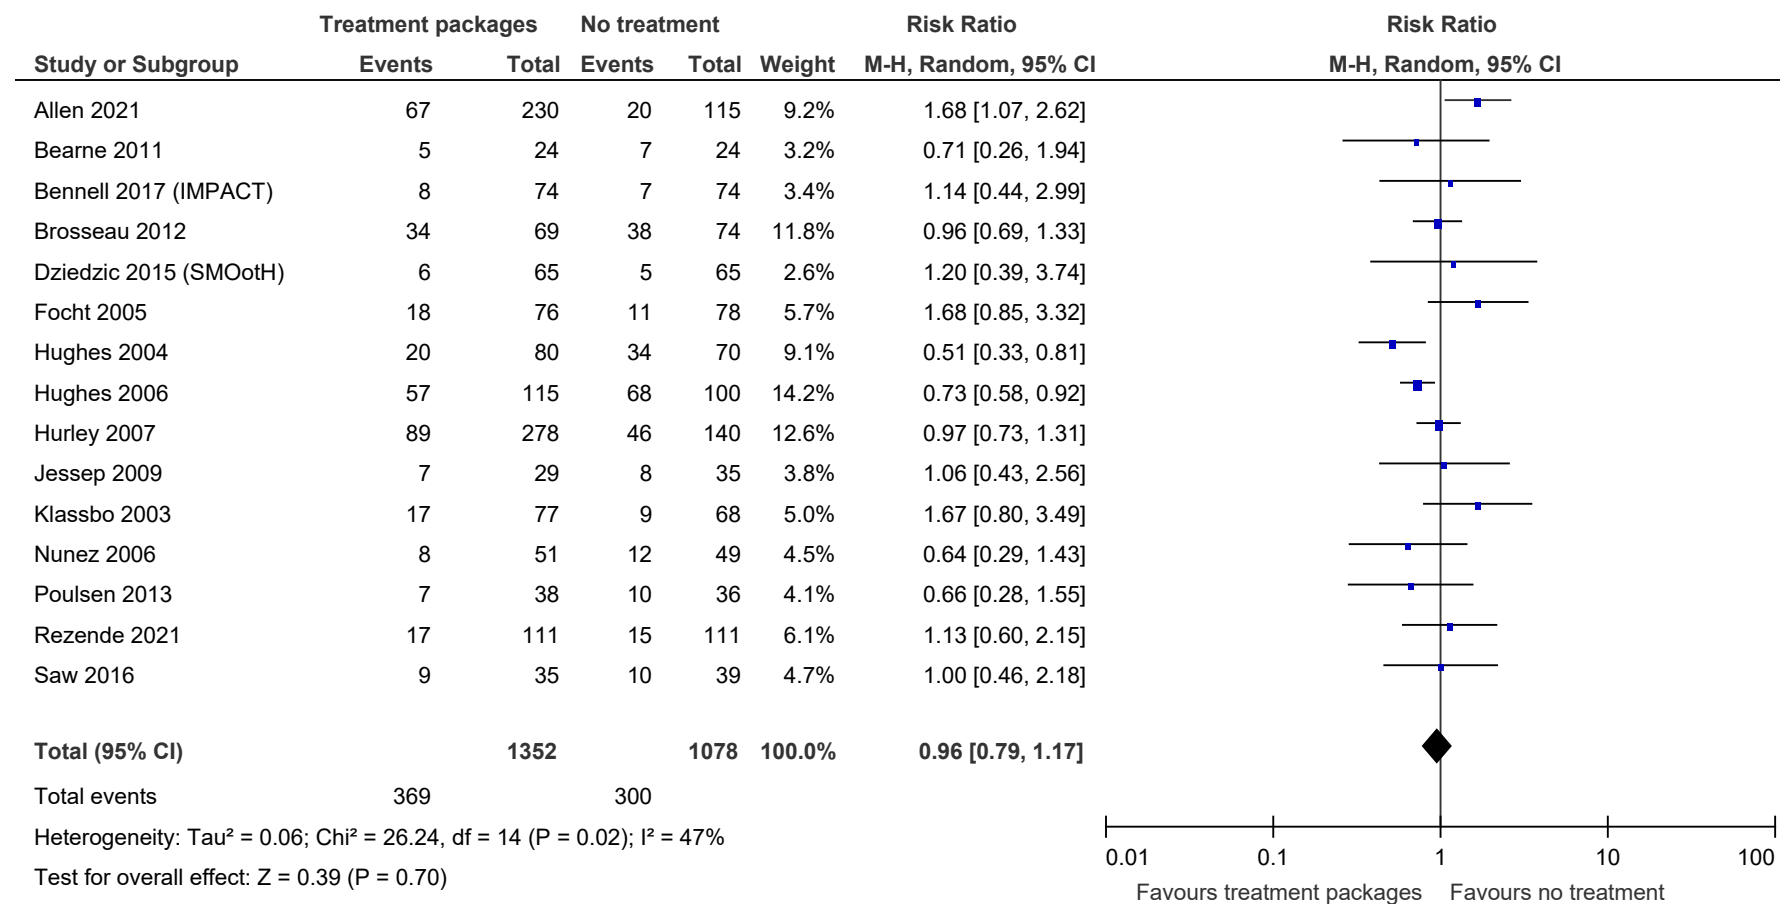 Treatment packages No treatment Risk Ratio Risk Ratio
Study or Subgroup Events Total Events Total Weight M-H, Random, 95% CI M-H, Random, 95% CI
Allen 2021 67 230 20 115 9.2% 1.68 [1.07, 2.62]
Bearne 2011 5 24 7 24 3.2% 0.71 [0.26, 1.94]
Bennell 2017 (IMPACT) 8 74 7 74 3.4% 1.14 [0.44, 2.99]
Brosseau 2012 34 69 38 74 11.8% 0.96 [0.69, 1.33]
Dziedzic 2015 (SMOotH) 6 65 5 65 2.6% 1.20 [0.39, 3.74]
Focht 2005 18 76 11 78 5.7% 1.68 [0.85, 3.32]
Hughes 2004 20 80 34 70 9.1% 0.51 [0.33, 0.81]
Hughes 2006 57 115 68 100 14.2% 0.73 [0.58, 0.92]
Hurley 2007 89 278 46 140 12.6% 0.97 [0.73, 1.31]
Jessep 2009 7 29 8 35 3.8% 1.06 [0.43, 2.56]
Klassbo 2003 17 77 9 68 5.0% 1.67 [0.80, 3.49]
Nunez 2006 8 51 12 49 4.5% 0.64 [0.29, 1.43]
Poulsen 2013 7 38 10 36 4.1% 0.66 [0.28, 1.55]
Rezende 2021 17 111 15 111 6.1% 1.13 [0.60, 2.15]
Saw 2016 9 35 10 39 4.7% 1.00 [0.46, 2.18]
Total (95% CI) 1352 1078 100.0% 0.96 [0.79, 1.17]
Total events 369 300
Heterogeneity: Tau² = 0.06; Chi² = 26.24, df = 14 (P = 0.02); I² = 47%
Test for overall effect: Z = 0.39 (P = 0.70)
0.01 0.1 1 10 100
Favours treatment packages Favours no treatment